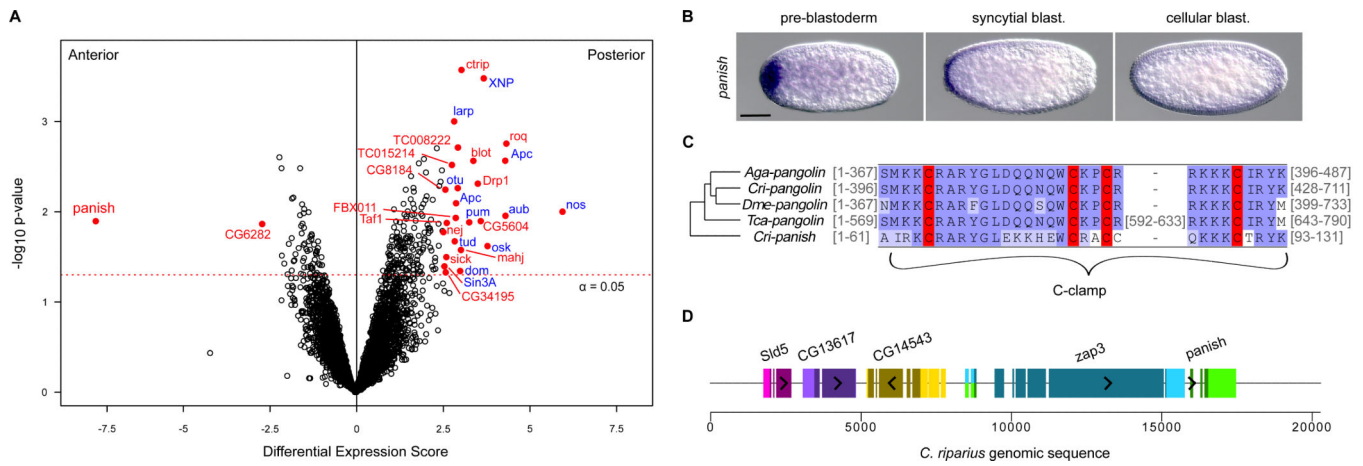 A
Anterior
Posterior
ctrip
XNP
larp
TC008222
roq
TC015214
blot
Apc
CG8184
otu
Drp1
FBX011
Apc
aub
nos
Taf1
pum
CG5604
panish
CG6282
nej
tud
osk
mahj
sick
dom
Sin3A
CG34195
α = 0.05
-log10 p-value
0
1
2
3
-7.5
-5
-2.5
0
2.5
5
7.5
Differential Expression Score
B
pre-blastoderm
syncytial blast.
cellular blast.
panish
C
Aga-pangolin [1-367] SMKKCRARYGLDQQNQWCKPCR - RKKKCIRYK [396-487]
Cri-pangolin [1-396] SMKKCRARYGLDQQNQWCKPCR - RKKKCIRYK [428-711]
Dme-pangolin [1-367] NMKKCRARFGLDQQSQWCKPCR - RKKKCIRYM [399-733]
Tca-pangolin [1-569] SMKKCRARYGLDQQNQWCKPCR [592-633] RKKKCIRYM [643-790]
Cri-panish [1-61] AIRKCRARYGLEKKHEWCRACC - QKKKCTRYK [93-131]
C-clamp
D
Sld5
CG13617
CG14543
zap3
panish
0
5000
10000
15000
20000
C. riparius genomic sequence